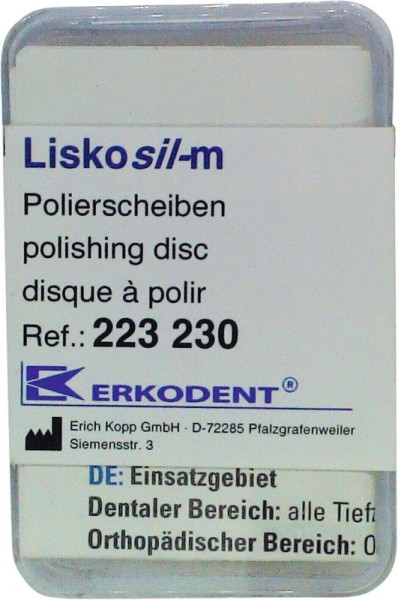 Liskosil-m
Polierscheiben
polishing disc
disque à polir
Ref.: 223 230
ERKODENT®
Erich Kopp GmbH · D-72285 Pfalzgrafenweiler
Siemensstr. 3
DE: Einsatzgebiet
Dentaler Bereich: alle
Orthopädischer Bereich: